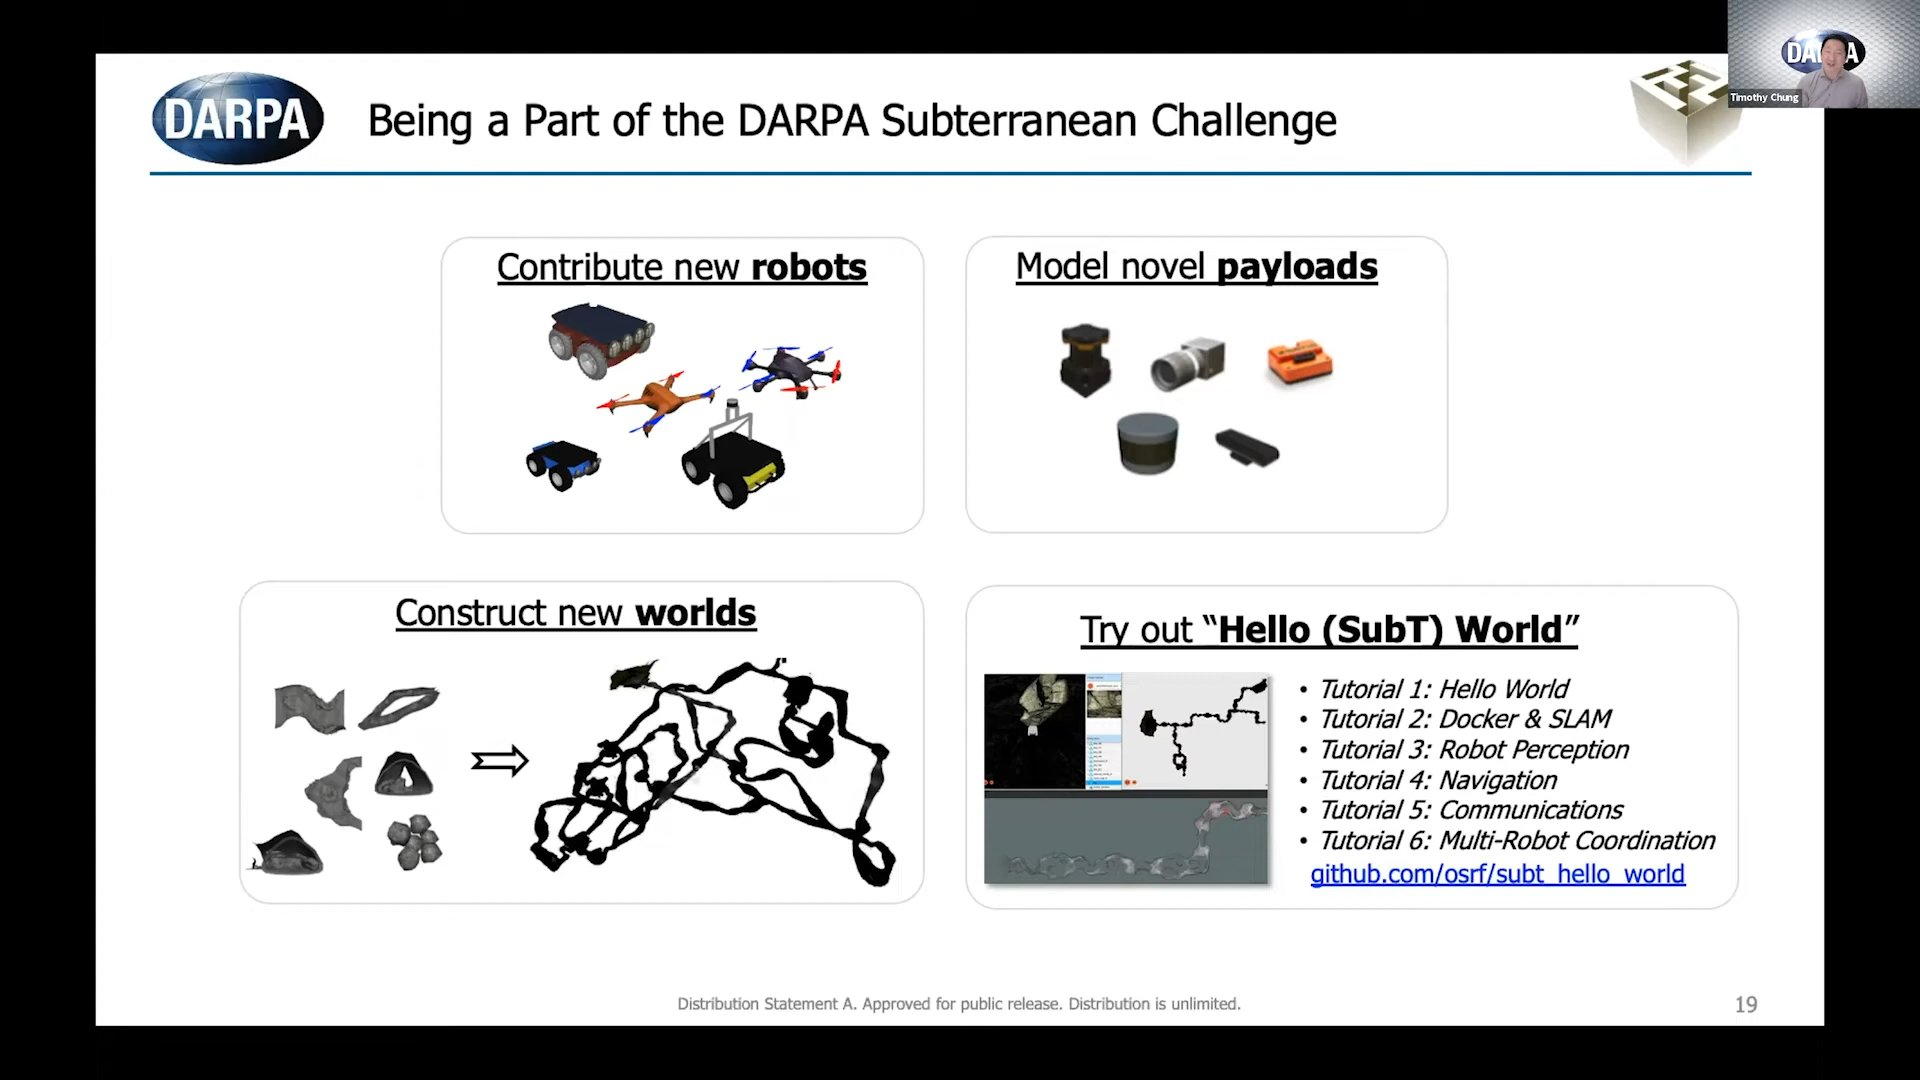 DARPA
Being a Part of the DARPA Subterranean Challenge
DARPA
Timothy Chung
Contribute new robots
Model novel payloads
Construct new worlds
Try out “Hello (SubT) World”
• Tutorial 1: Hello World
• Tutorial 2: Docker & SLAM
• Tutorial 3: Robot Perception
• Tutorial 4: Navigation
• Tutorial 5: Communications
• Tutorial 6: Multi-Robot Coordination
github.com/osrf/subt_hello_world
Distribution Statement A. Approved for public release. Distribution is unlimited.
19